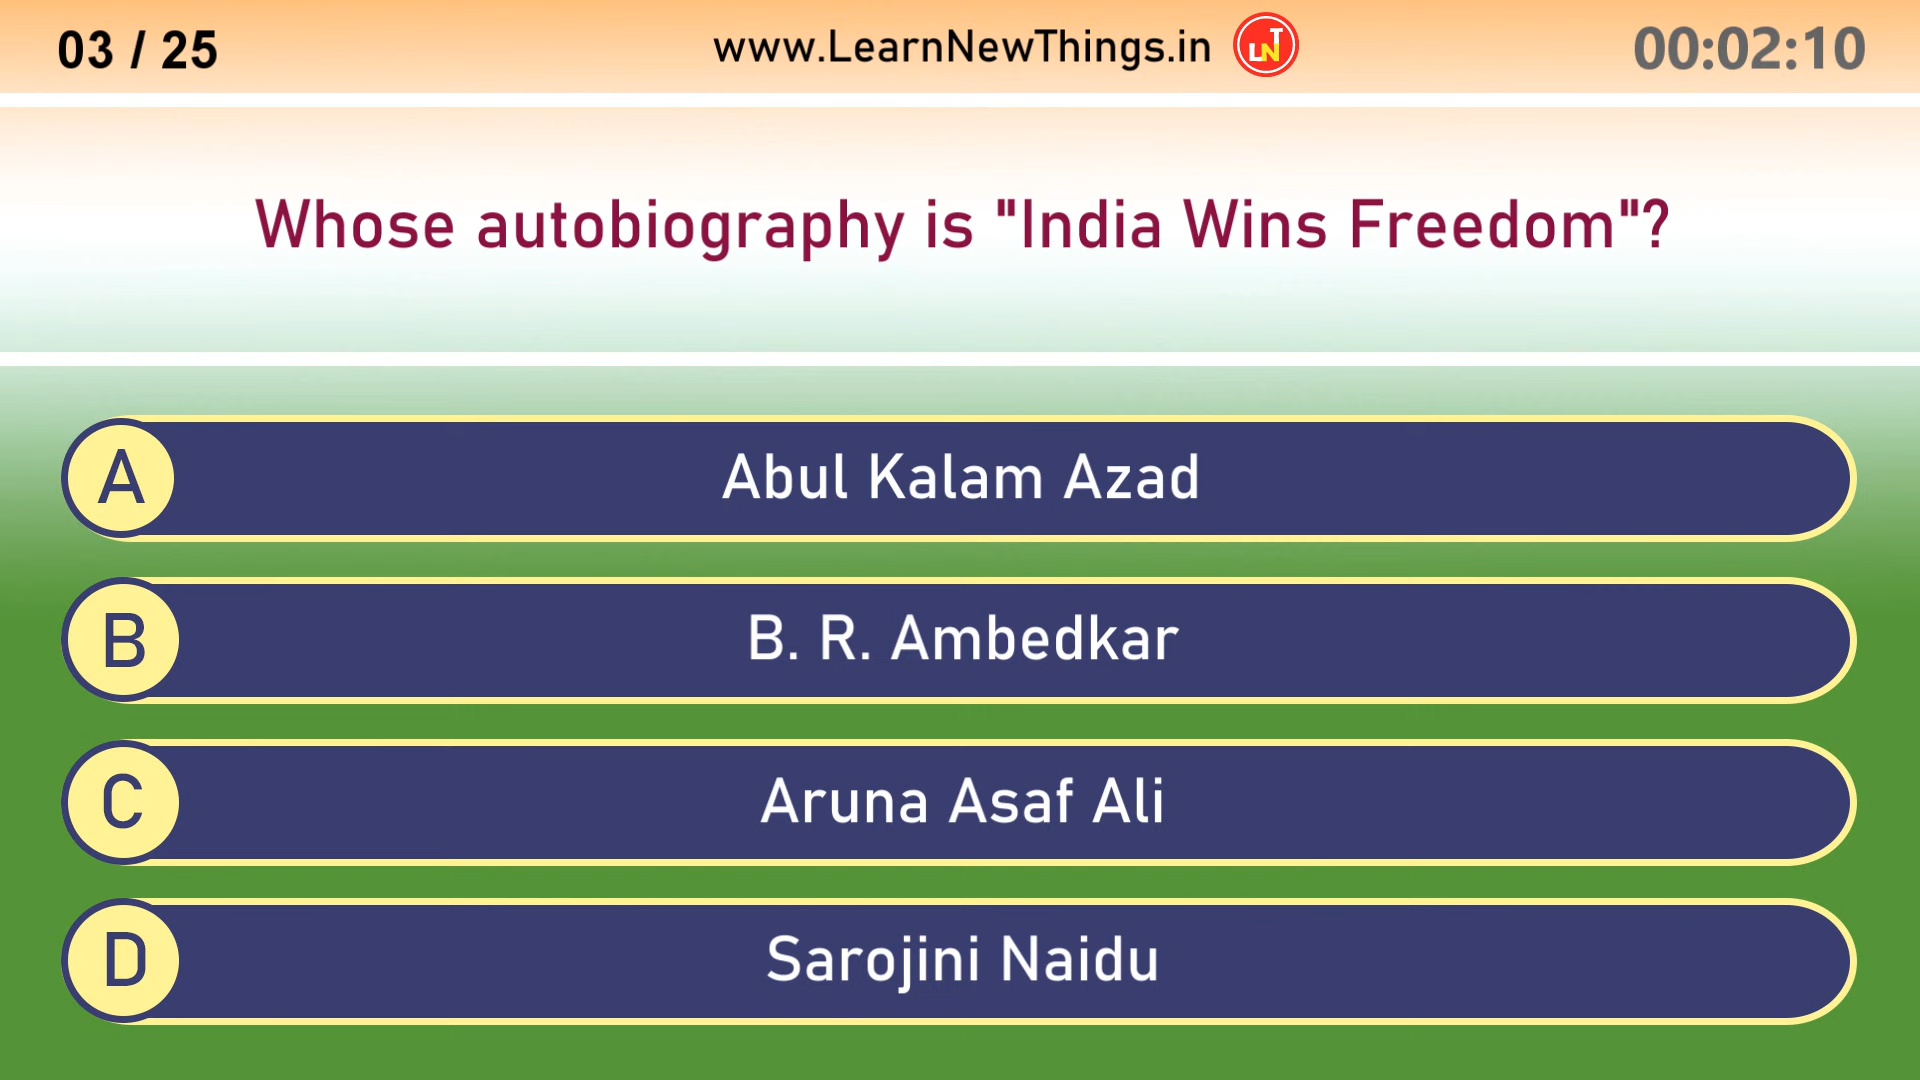 03 / 25
www.LearnNewThings.in
LNT
00:02:10
Whose autobiography is "India Wins Freedom"?
A
Abul Kalam Azad
B
B. R. Ambedkar
C
Aruna Asaf Ali
D
Sarojini Naidu